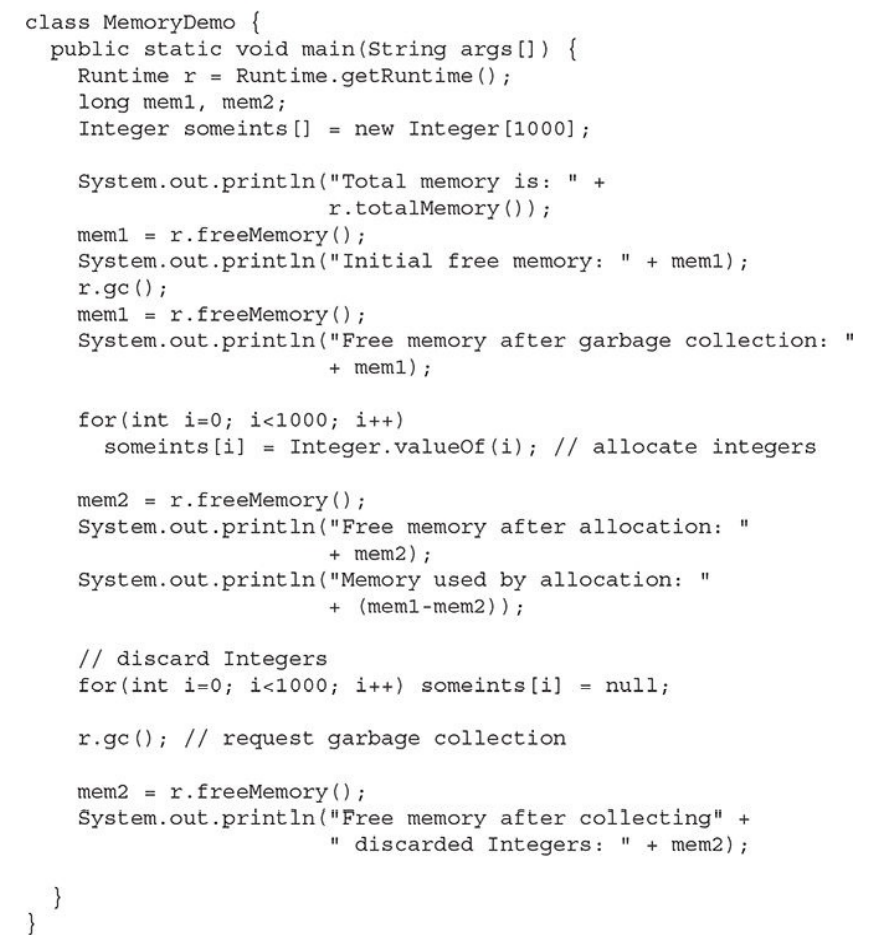 class MemoryDemo {
  public static void main(String args[]) {
    Runtime r = Runtime.getRuntime();
    long mem1, mem2;
    Integer someints[] = new Integer[1000];

    System.out.println("Total memory is: " +
                       r.totalMemory());
    mem1 = r.freeMemory();
    System.out.println("Initial free memory: " + mem1);
    r.gc();
    mem1 = r.freeMemory();
    System.out.println("Free memory after garbage collection: "
                       + mem1);

    for(int i=0; i<1000; i++)
      someints[i] = Integer.valueOf(i); // allocate integers

    mem2 = r.freeMemory();
    System.out.println("Free memory after allocation: "
                       + mem2);
    System.out.println("Memory used by allocation: "
                       + (mem1-mem2));

    // discard Integers
    for(int i=0; i<1000; i++) someints[i] = null;

    r.gc(); // request garbage collection

    mem2 = r.freeMemory();
    System.out.println("Free memory after collecting" +
                       " discarded Integers: " + mem2);

  }
}